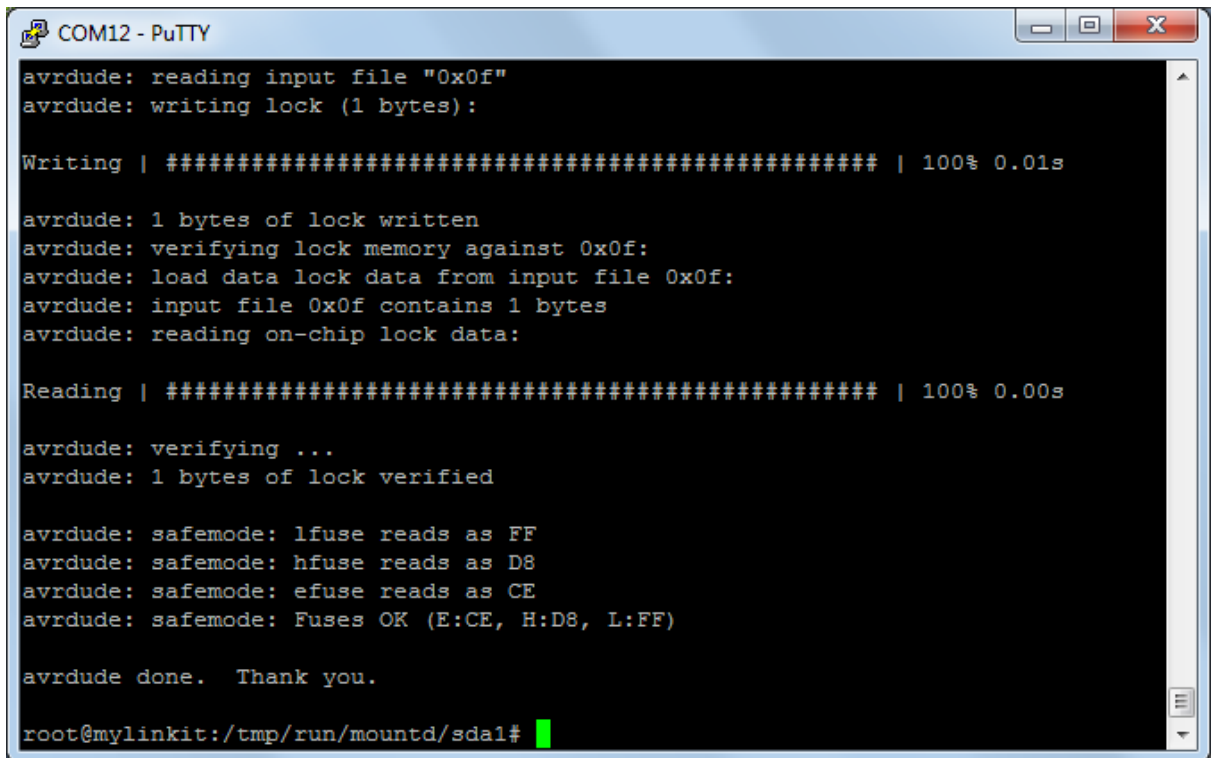 COM12 - PuTTY
avrdude: reading input file "0x0f"
avrdude: writing lock (1 bytes):
Writing | ################################################## | 100% 0.01s
avrdude: 1 bytes of lock written
avrdude: verifying lock memory against 0x0f:
avrdude: load data lock data from input file 0x0f:
avrdude: input file 0x0f contains 1 bytes
avrdude: reading on-chip lock data:
Reading | ################################################## | 100% 0.00s
avrdude: verifying ...
avrdude: 1 bytes of lock verified
avrdude: safemode: lfuse reads as FF
avrdude: safemode: hfuse reads as D8
avrdude: safemode: efuse reads as CE
avrdude: safemode: Fuses OK (E:CE, H:D8, L:FF)
avrdude done.  Thank you.
root@mylinkit:/tmp/run/mountd/sda1#